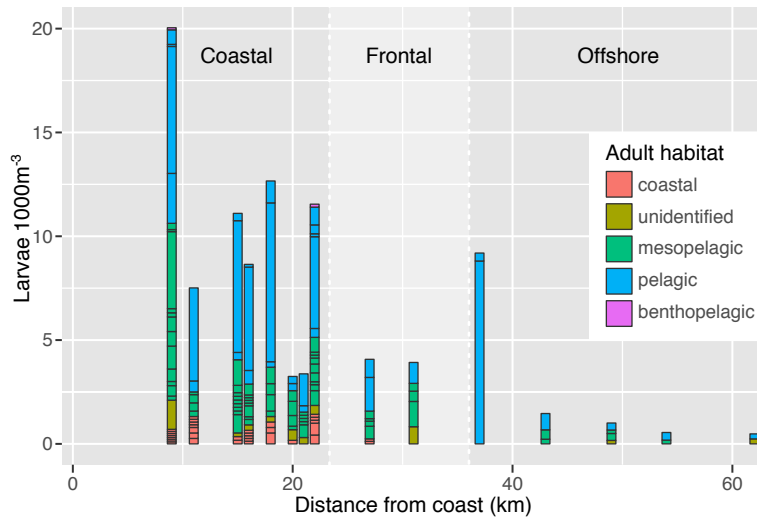 20
15
10
5
0
Larvae 1000m⁻³
Coastal
Frontal
Offshore
Adult habitat
coastal
unidentified
mesopelagic
pelagic
benthopelagic
0
20
40
60
Distance from coast (km)